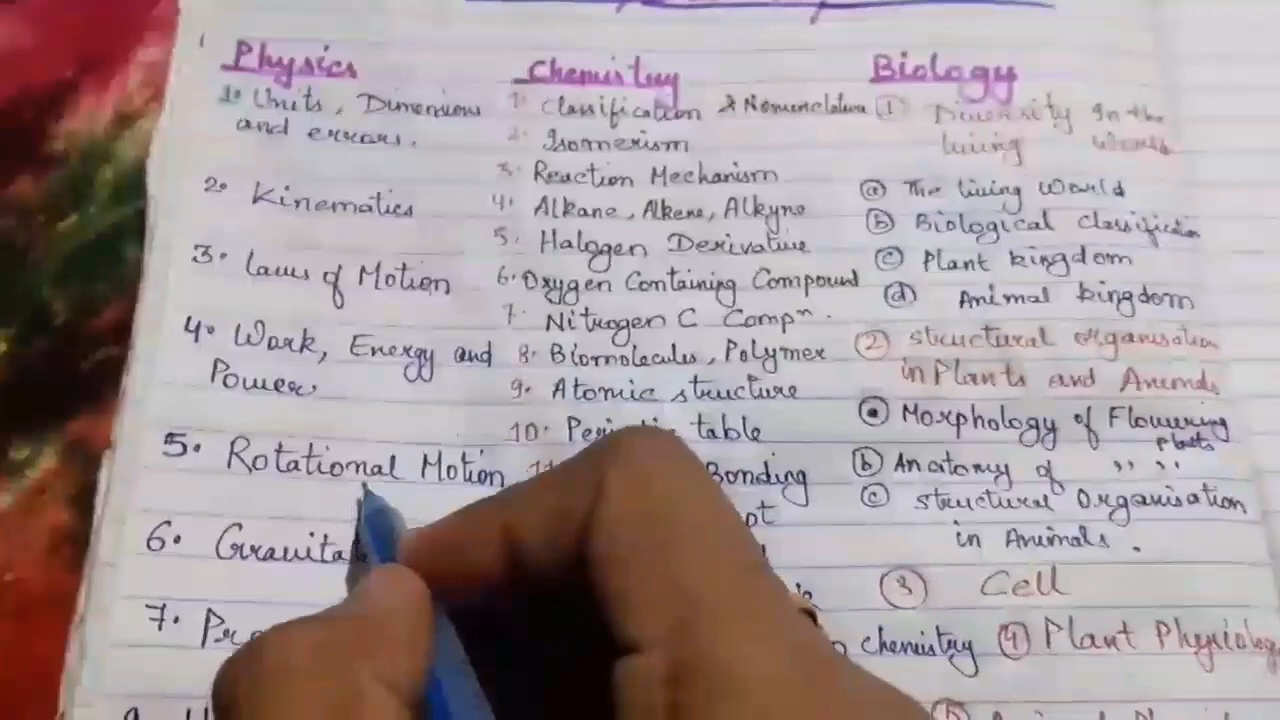 Physics
1. Units, Dimensions
and errors.
2. Kinematics
3. Laws of Motion
4. Work, Energy and
Power
5. Rotational Motion
6. Gravita
7. Pro
Chemistry
1. Classification & Nomenclature
2. Isomerism
3. Reaction Mechanism
4. Alkane, Alkene, Alkyne
5. Halogen Derivative
6. Oxygen Containing Compound
7. Nitrogen C Compn.
8. Biomolecules, Polymer
9. Atomic structure
10. Periodic table
11. Bonding
pt
chemistry
Biology
① Diversity In the
living World
ⓐ The living World
ⓑ Biological classification
ⓒ Plant kingdom
ⓓ Animal kingdom
② structural organisation
in Plants and Animals
ⓐ Morphology of Flowering
plants
ⓑ Anatomy of ,, ,,
ⓒ structural Organisation
in Animals.
③ Cell
④ Plant Physiology